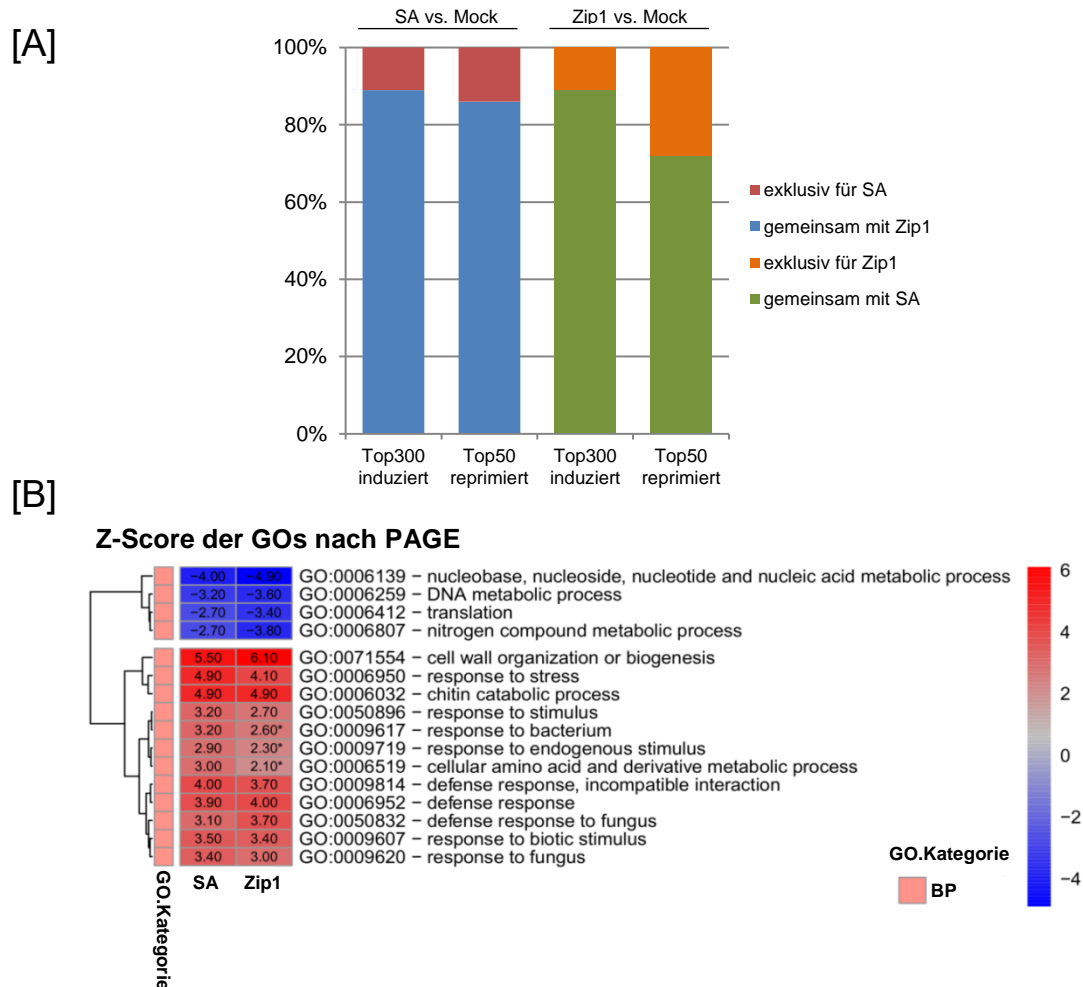 [A]
SA vs. Mock
Zip1 vs. Mock
100%
80%
60%
40%
20%
0%
Top300 induziert
Top50 reprimiert
Top300 induziert
Top50 reprimiert
exklusiv für SA
gemeinsam mit Zip1
exklusiv für Zip1
gemeinsam mit SA
[B]
Z-Score der GOs nach PAGE
−4.00 −4.90 GO:0006139 − nucleobase, nucleoside, nucleotide and nucleic acid metabolic process
−3.20 −3.60 GO:0006259 − DNA metabolic process
−2.70 −3.40 GO:0006412 − translation
−2.70 −3.80 GO:0006807 − nitrogen compound metabolic process
5.50 6.10 GO:0071554 − cell wall organization or biogenesis
4.90 4.10 GO:0006950 − response to stress
4.90 4.90 GO:0006032 − chitin catabolic process
3.20 2.70 GO:0050896 − response to stimulus
3.20 2.60* GO:0009617 − response to bacterium
2.90 2.30* GO:0009719 − response to endogenous stimulus
3.00 2.10* GO:0006519 − cellular amino acid and derivative metabolic process
4.00 3.70 GO:0009814 − defense response, incompatible interaction
3.90 4.00 GO:0006952 − defense response
3.10 3.70 GO:0050832 − defense response to fungus
3.50 3.40 GO:0009607 − response to biotic stimulus
3.40 3.00 GO:0009620 − response to fungus
GO.Kategorie
SA
Zip1
6
4
2
0
−2
−4
GO.Kategorie
BP